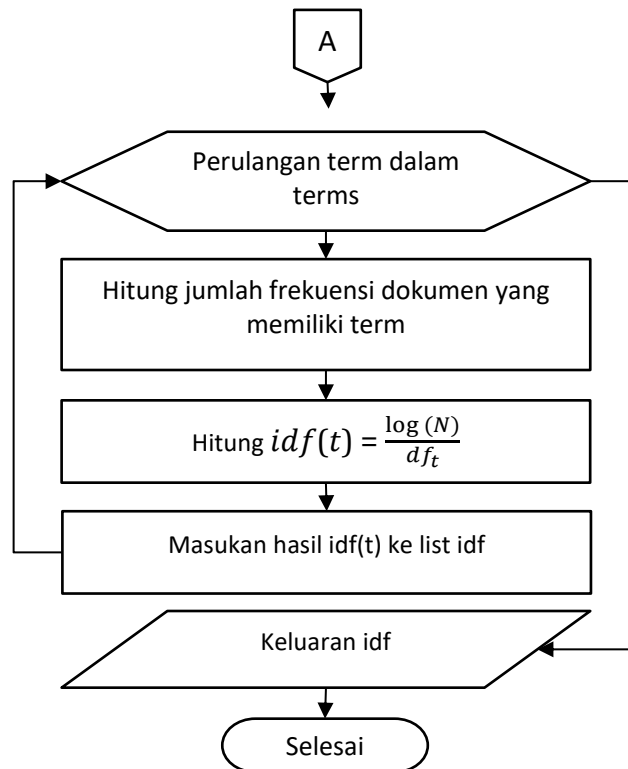 A
Perulangan term dalam
terms
Hitung jumlah frekuensi dokumen yang
memiliki term
Hitung idf(t) = log (N) / df_t
Masukan hasil idf(t) ke list idf
Keluaran idf
Selesai